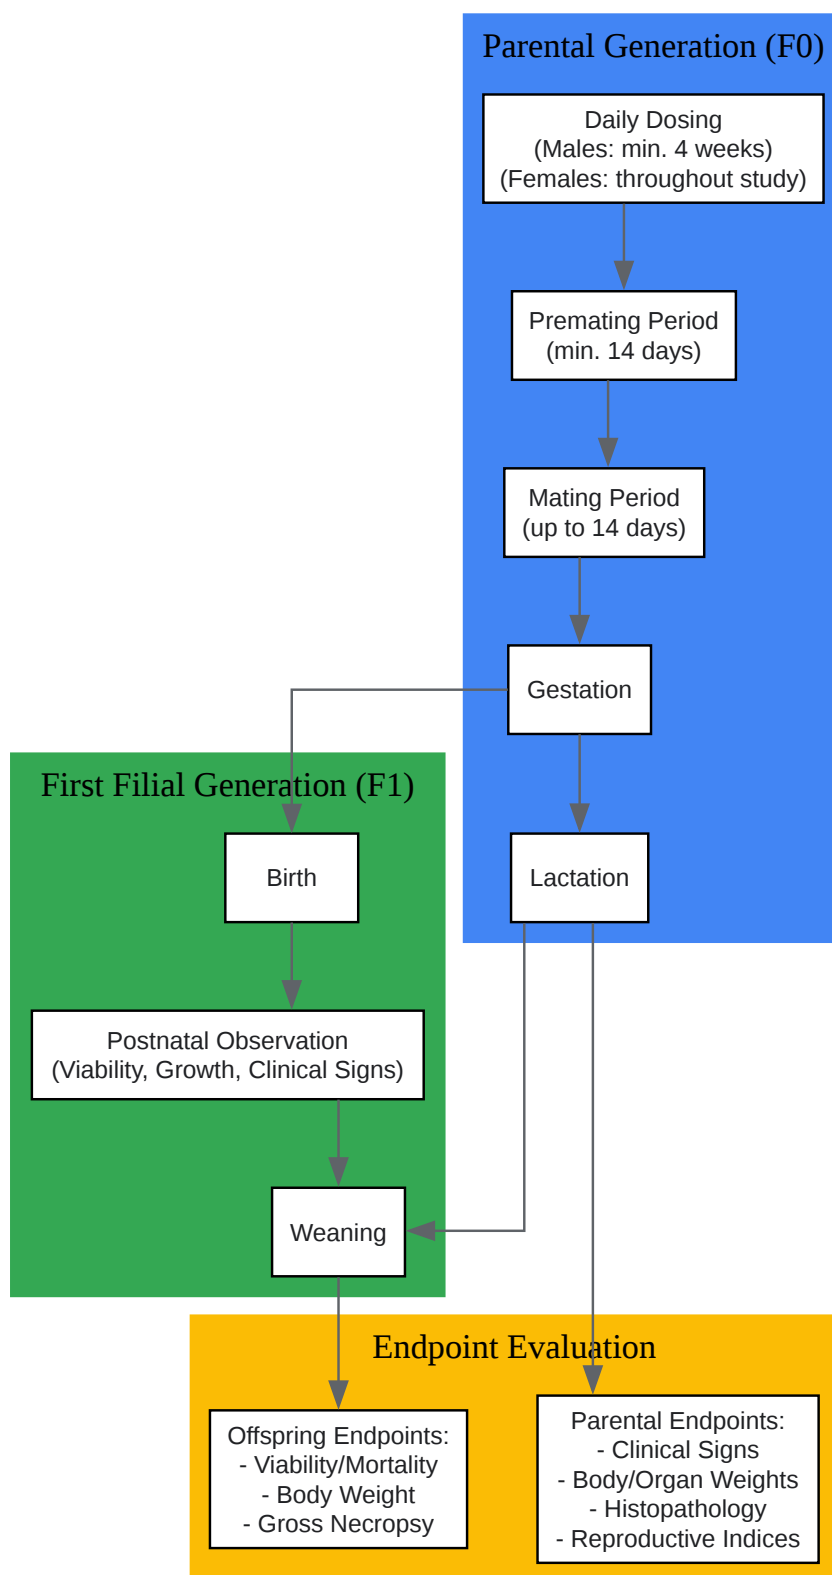 Parental Generation (F0)
Daily Dosing
(Males: min. 4 weeks)
(Females: throughout study)
Premating Period
(min. 14 days)
Mating Period
(up to 14 days)
Gestation
First Filial Generation (F1)
Birth
Lactation
Postnatal Observation
(Viability, Growth, Clinical Signs)
Weaning
Endpoint Evaluation
Offspring Endpoints:
- Viability/Mortality
- Body Weight
- Gross Necropsy
Parental Endpoints:
- Clinical Signs
- Body/Organ Weights
- Histopathology
- Reproductive Indices